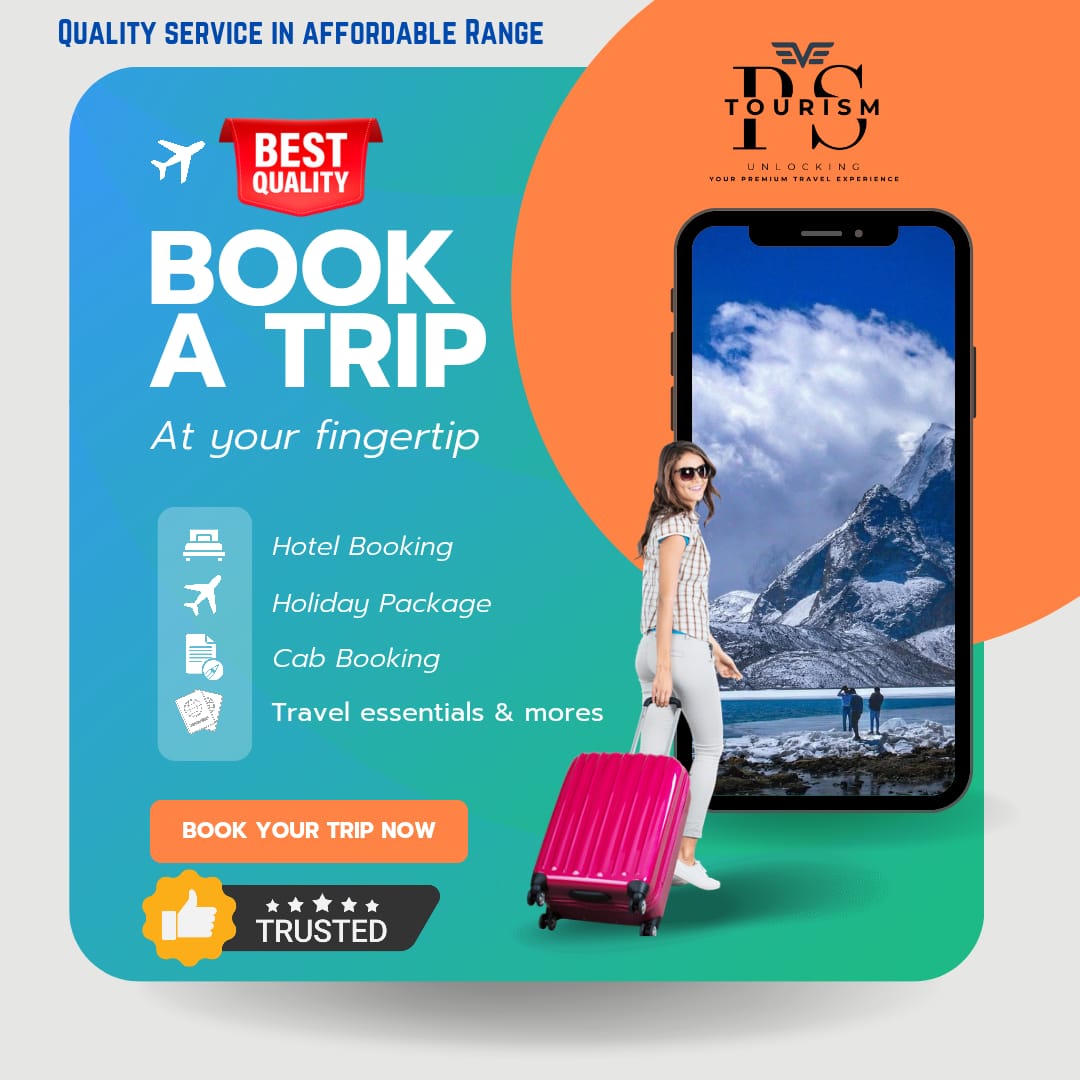 Quality service in affordable Range
PS
TOURISM
UNLOCKING
YOUR PREMIUM TRAVEL EXPERIENCE
BEST
QUALITY
BOOK
A TRIP
At your fingertip
Hotel Booking
Holiday Package
Cab Booking
Travel essentials & mores
BOOK YOUR TRIP NOW
TRUSTED